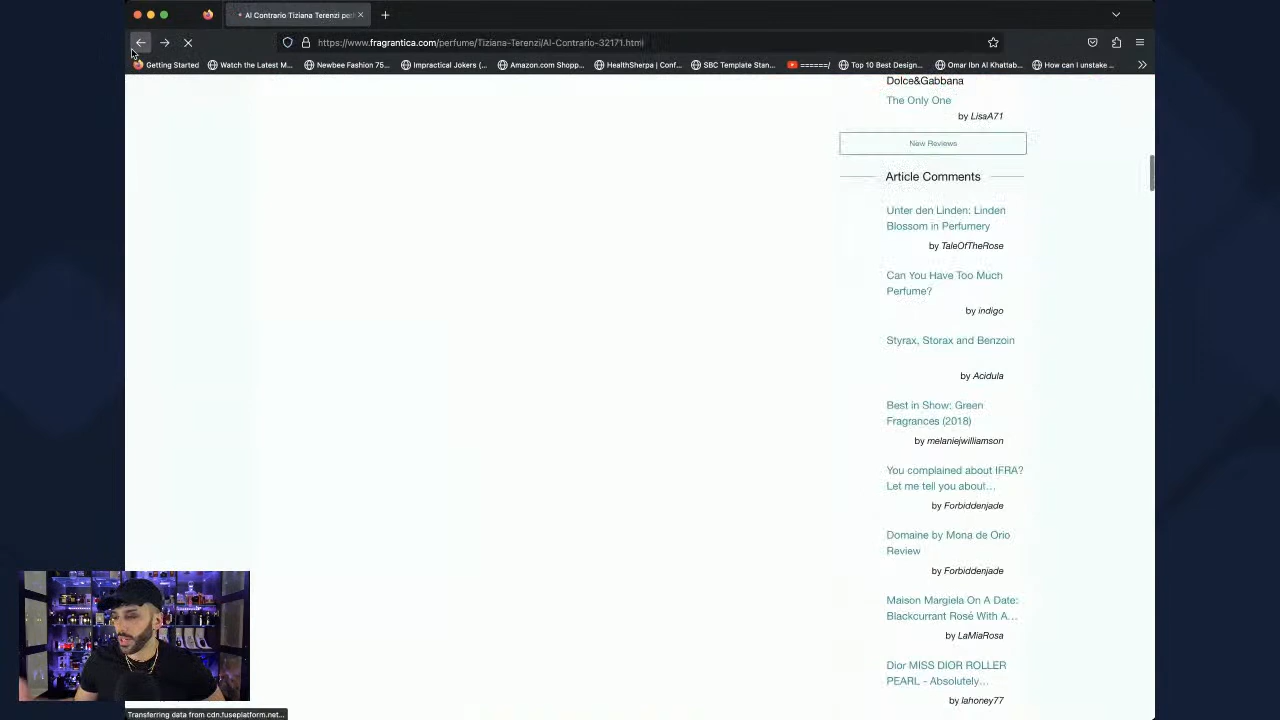 Al Contrario Tiziana Terenzi per
https://www.fragrantica.com/perfume/Tiziana-Terenzi/Al-Contrario-32171.html
Getting Started
Watch the Latest M...
Newbee Fashion 75...
Impractical Jokers (...
Amazon.com Shopp...
HealthSherpa | Conf...
SBC Template Stan...
======/
Top 10 Best Design...
Omar Ibn Al Khattab...
How can I unstake ...
Dolce&Gabbana
The Only One
by LisaA71
New Reviews
Article Comments
Unter den Linden: Linden
Blossom in Perfumery
by TaleOfTheRose
Can You Have Too Much
Perfume?
by indigo
Styrax, Storax and Benzoin
by Acidula
Best in Show: Green
Fragrances (2018)
by melaniejwilliamson
You complained about IFRA?
Let me tell you about...
by Forbiddenjade
Domaine by Mona de Orio
Review
by Forbiddenjade
Maison Margiela On A Date:
Blackcurrant Rosé With A...
by LaMiaRosa
Dior MISS DIOR ROLLER
PEARL - Absolutely...
by lahoney77
Transferring data from cdn.fuseplatform.net...